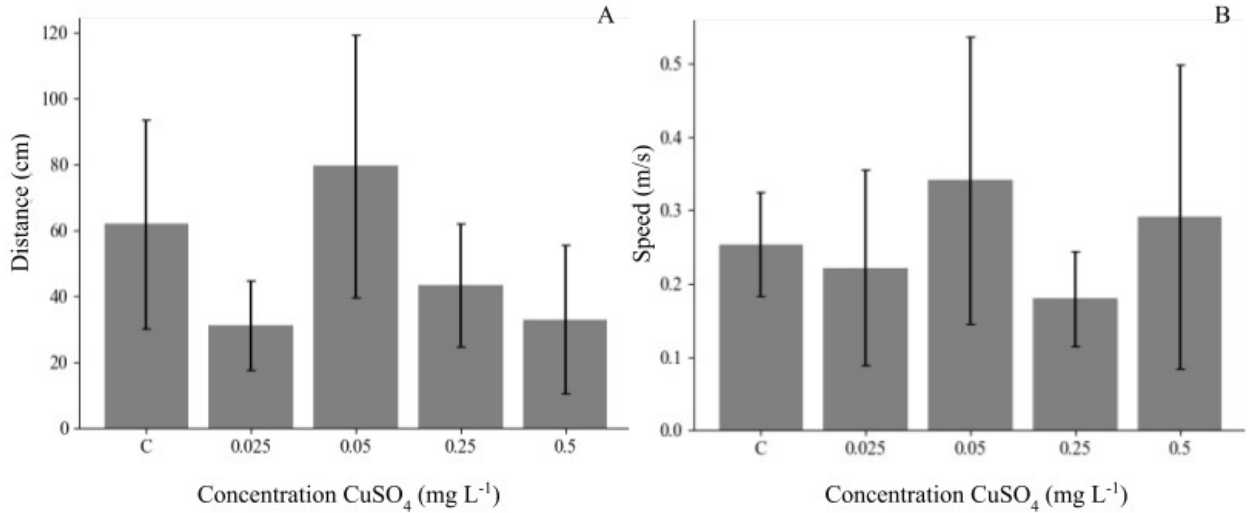 A
Distance (cm)
120
100
80
60
40
20
0
C 0.025 0.05 0.25 0.5
Concentration CuSO₄ (mg L⁻¹)
B
Speed (m/s)
0.5
0.4
0.3
0.2
0.1
0.0
C 0.025 0.05 0.25 0.5
Concentration CuSO₄ (mg L⁻¹)